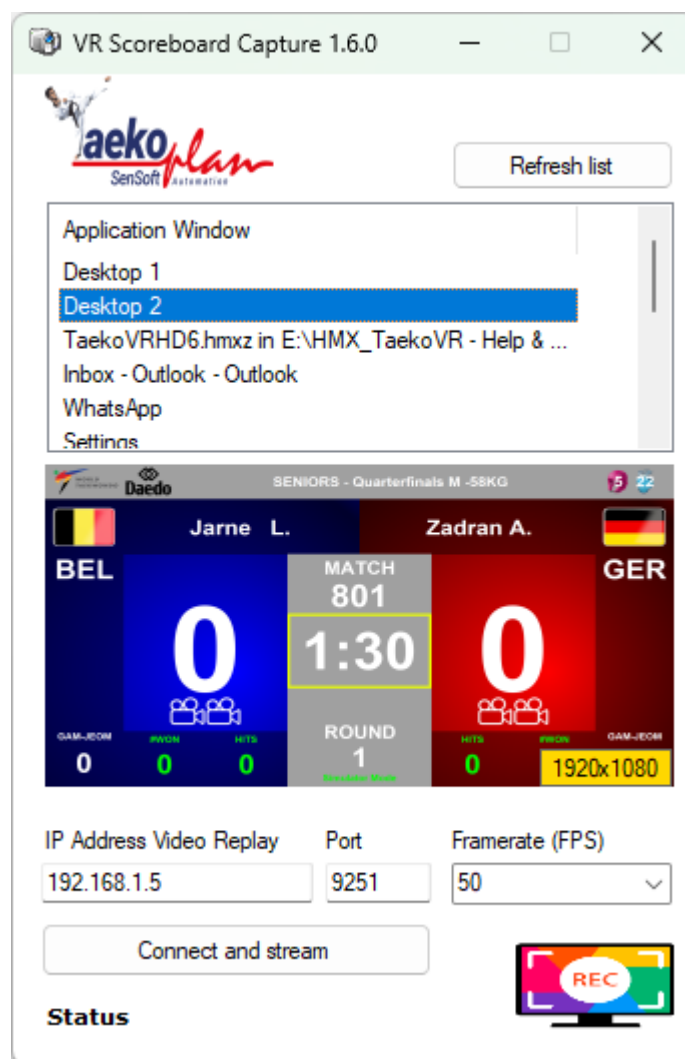 VR Scoreboard Capture 1.6.0
Taekoplan
SenSoft Automation
Refresh list
Application Window
Desktop 1
Desktop 2
TaekoVRHD6.hmxz in E:\HMX_TaekoVR - Help & ...
Inbox - Outlook - Outlook
WhatsApp
Settings
Daedo SENIORS - Quarterfinals M -58KG 5 22
Jarne L. Zadran A.
BEL MATCH GER
801
0 1:30 0
ROUND
GAM-JEOM #WON HITS HITS #WON GAM-JEOM
0 0 0 1 0 1920x1080
IP Address Video Replay Port Framerate (FPS)
192.168.1.5 9251 50
Connect and stream
REC
Status